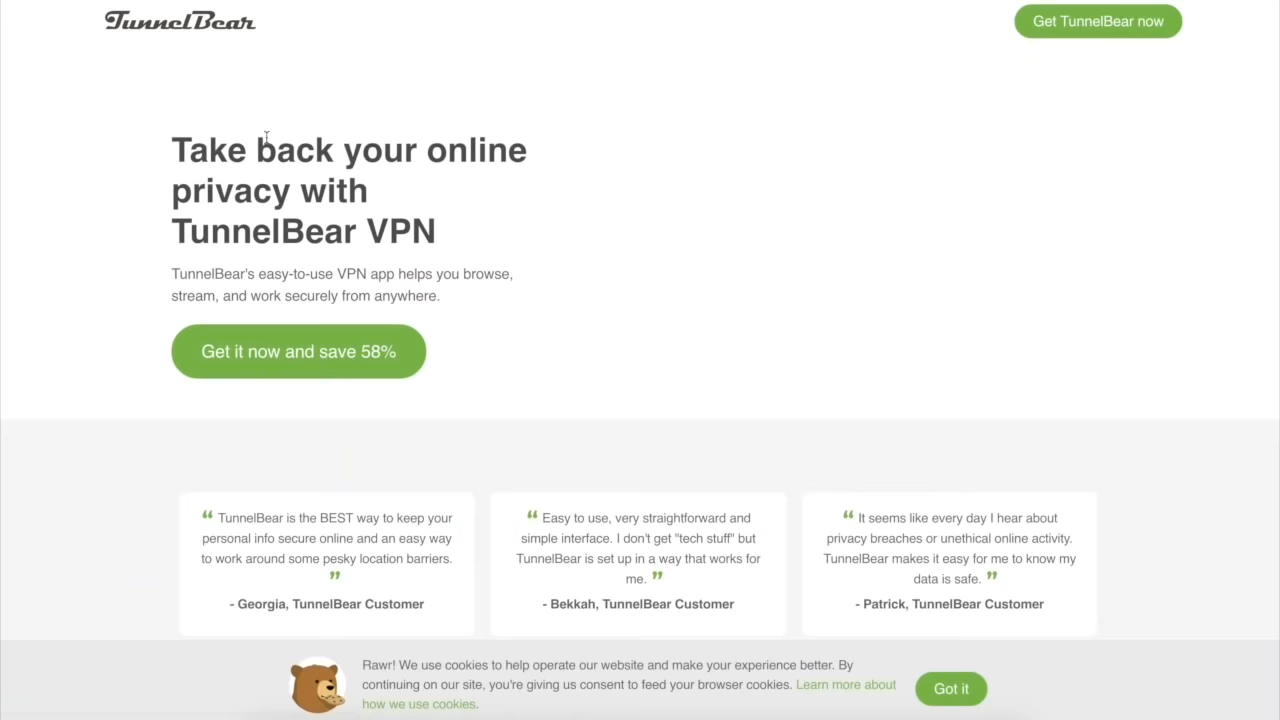 TunnelBear
Get TunnelBear now
Take back your online
privacy with
TunnelBear VPN
TunnelBear's easy-to-use VPN app helps you browse,
stream, and work securely from anywhere.
Get it now and save 58%
“ TunnelBear is the BEST way to keep your
personal info secure online and an easy way
to work around some pesky location barriers.
”
- Georgia, TunnelBear Customer
“ Easy to use, very straightforward and
simple interface. I don't get "tech stuff" but
TunnelBear is set up in a way that works for
me. ”
- Bekkah, TunnelBear Customer
“ It seems like every day I hear about
privacy breaches or unethical online activity.
TunnelBear makes it easy for me to know my
data is safe. ”
- Patrick, TunnelBear Customer
Rawr! We use cookies to help operate our website and make your experience better. By
continuing on our site, you're giving us consent to feed your browser cookies. Learn more about
how we use cookies.
Got it